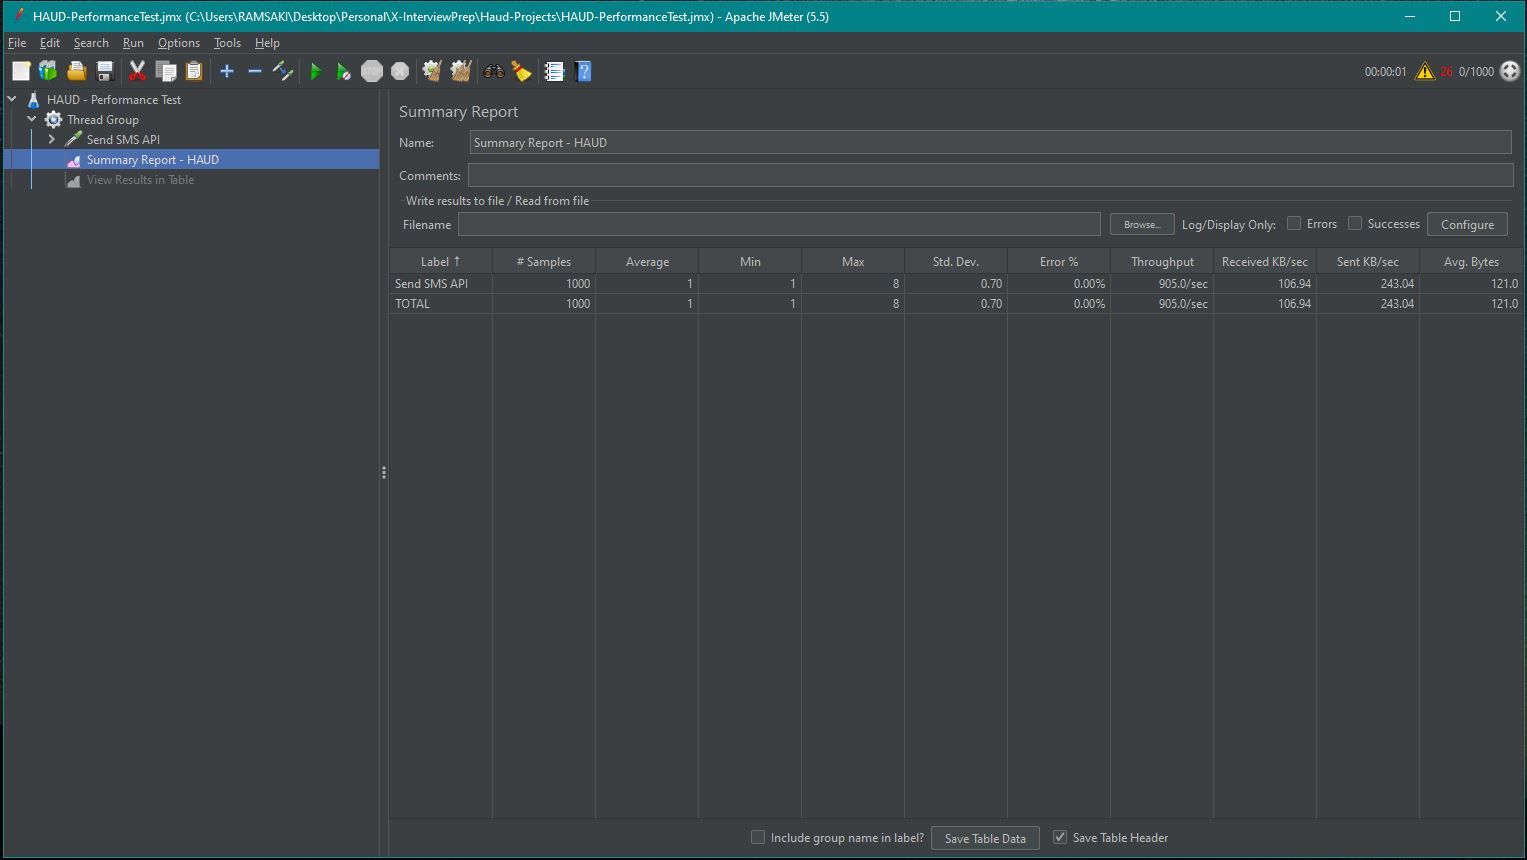 HAUD-PerformanceTest.jmx (C:\Users\RAMSAKI\Desktop\Personal\X-InterviewPrep\Haud-Projects\HAUD-PerformanceTest.jmx) - Apache JMeter (5.5)
File Edit Search Run Options Tools Help
STOP 00:00:01 26 0/1000
HAUD - Performance Test
Thread Group
Send SMS API
Summary Report - HAUD
View Results in Table
Summary Report
Name: Summary Report - HAUD
Comments:
Write results to file / Read from file
Filename Browse... Log/Display Only: Errors Successes Configure
Label ↑ # Samples Average Min Max Std. Dev. Error % Throughput Received KB/sec Sent KB/sec Avg. Bytes
Send SMS API 1000 1 1 8 0.70 0.00% 905.0/sec 106.94 243.04 121.0
TOTAL 1000 1 1 8 0.70 0.00% 905.0/sec 106.94 243.04 121.0
Include group name in label? Save Table Data Save Table Header